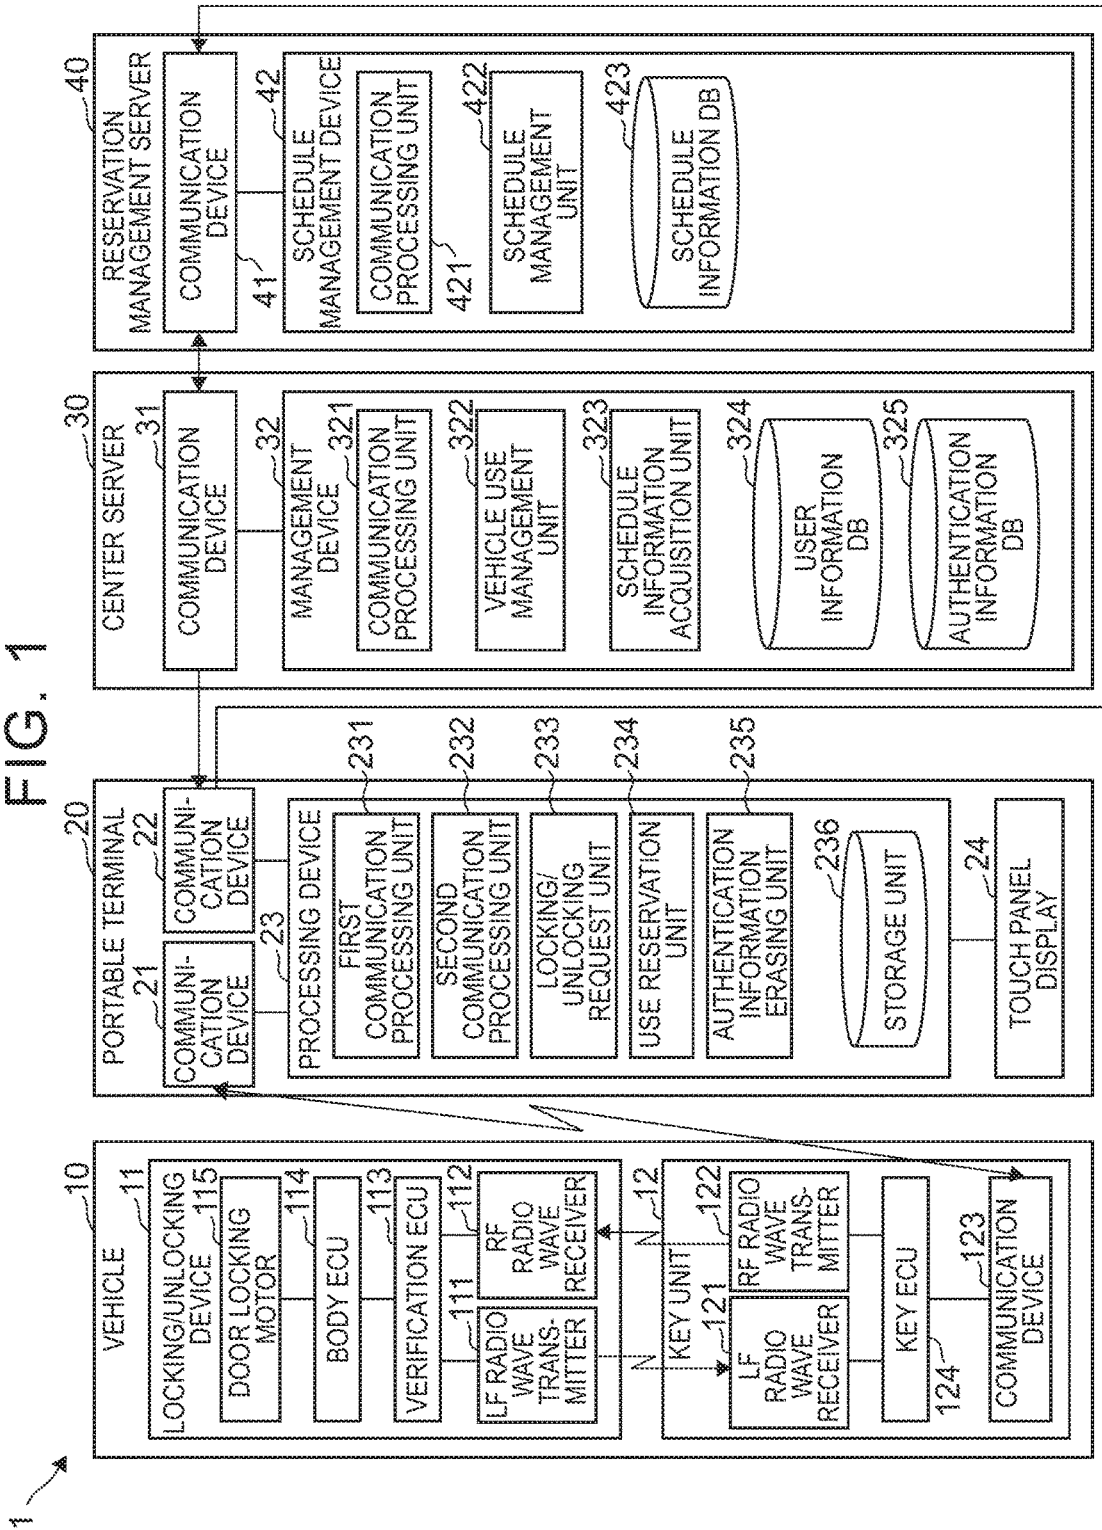 FIG. 1
1
10
VEHICLE
11
LOCKING/UNLOCKING
DEVICE
115
DOOR LOCKING
MOTOR
114
BODY ECU
113
VERIFICATION ECU
111
LF RADIO
WAVE
TRANS-
MITTER
112
RF
RADIO
WAVE
RECEIVER
12
KEY UNIT
121
LF
RADIO
WAVE
RECEIVER
122
RF RADIO
WAVE
TRANS-
MITTER
KEY ECU
124
123
COMMUNICATION
DEVICE
20
PORTABLE TERMINAL
21
COMMUNI-
CATION
DEVICE
22
COMMUNI-
CATION
DEVICE
23
PROCESSING DEVICE
FIRST
COMMUNICATION
PROCESSING UNIT
231
SECOND
COMMUNICATION
PROCESSING UNIT
232
LOCKING/
UNLOCKING
REQUEST UNIT
233
USE RESERVATION
UNIT
234
AUTHENTICATION
INFORMATION
ERASING UNIT
235
236
STORAGE UNIT
24
TOUCH PANEL
DISPLAY
30
CENTER SERVER
31
COMMUNICATION
DEVICE
32
MANAGEMENT
DEVICE
321
COMMUNICATION
PROCESSING UNIT
322
VEHICLE USE
MANAGEMENT
UNIT
323
SCHEDULE
INFORMATION
ACQUISITION UNIT
324
USER
INFORMATION
DB
325
AUTHENTICATION
INFORMATION
DB
40
RESERVATION
MANAGEMENT SERVER
COMMUNICATION
DEVICE
41
42
SCHEDULE
MANAGEMENT DEVICE
COMMUNICATION
PROCESSING UNIT
421
422
SCHEDULE
MANAGEMENT
UNIT
423
SCHEDULE
INFORMATION DB